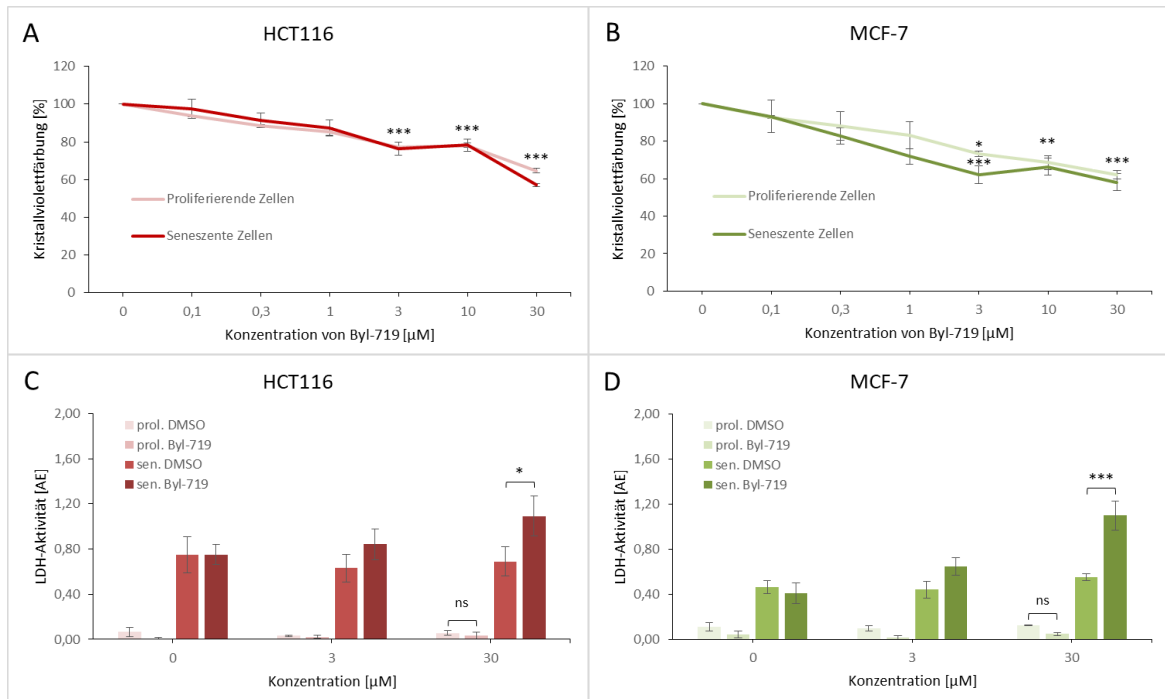 A
HCT116
Kristallviolettfärbung [%]
120
100
80
60
40
20
0
***
***
***
Proliferierende Zellen
Seneszente Zellen
0 0,1 0,3 1 3 10 30
Konzentration von Byl-719 [µM]
B
MCF-7
Kristallviolettfärbung [%]
120
100
80
60
40
20
0
*
***
**
***
Proliferierende Zellen
Seneszente Zellen
0 0,1 0,3 1 3 10 30
Konzentration von Byl-719 [µM]
C
HCT116
LDH-Aktivität [AE]
2,00
1,60
1,20
0,80
0,40
0,00
prol. DMSO
prol. Byl-719
sen. DMSO
sen. Byl-719
*
ns
0 3 30
Konzentration [µM]
D
MCF-7
LDH-Aktivität [AE]
2,00
1,60
1,20
0,80
0,40
0,00
prol. DMSO
prol. Byl-719
sen. DMSO
sen. Byl-719
***
ns
0 3 30
Konzentration [µM]